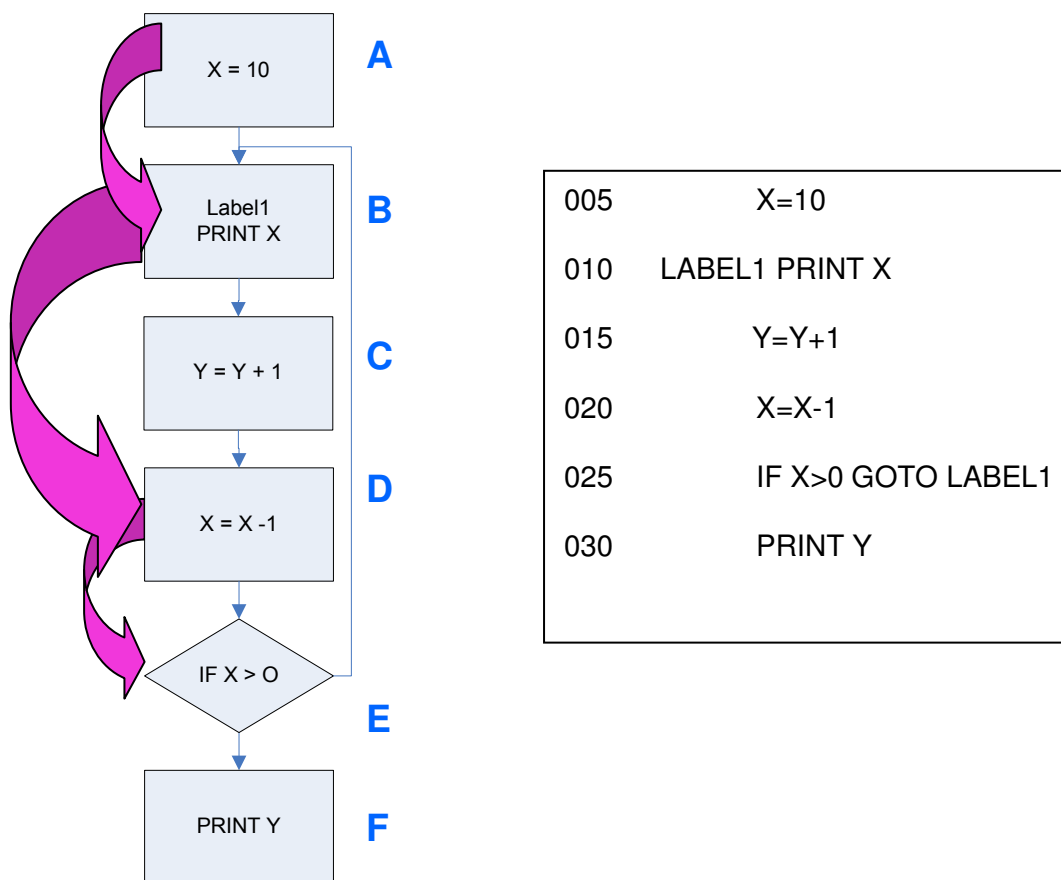 X = 10
A
Label1
PRINT X
B
Y = Y + 1
C
X = X -1
D
IF X > O
E
PRINT Y
F
005 X=10
010 LABEL1 PRINT X
015 Y=Y+1
020 X=X-1
025 IF X>0 GOTO LABEL1
030 PRINT Y